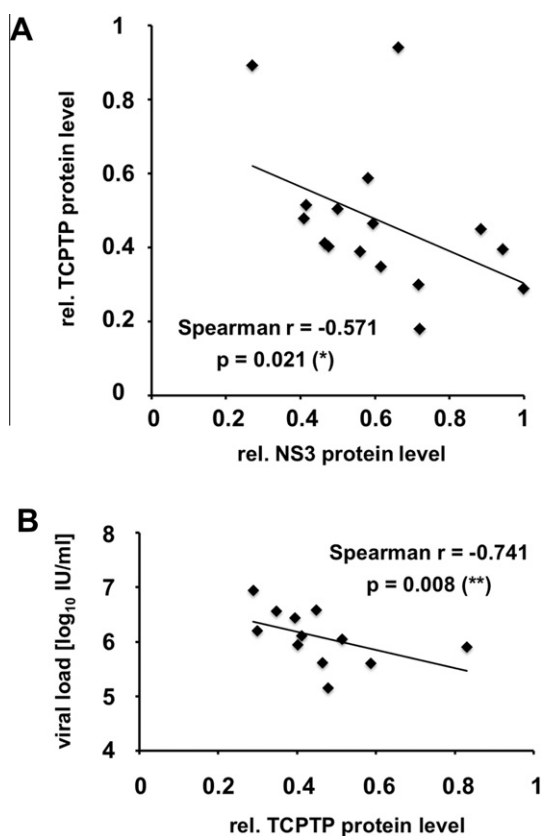 A
1
0.8
0.6
0.4
0.2
0
rel. TCPTP protein level
Spearman r = -0.571
p = 0.021 (*)
0 0.2 0.4 0.6 0.8 1
rel. NS3 protein level
B
8
7
6
5
4
viral load [log10 IU/ml]
Spearman r = -0.741
p = 0.008 (**)
0 0.2 0.4 0.6 0.8 1
rel. TCPTP protein level